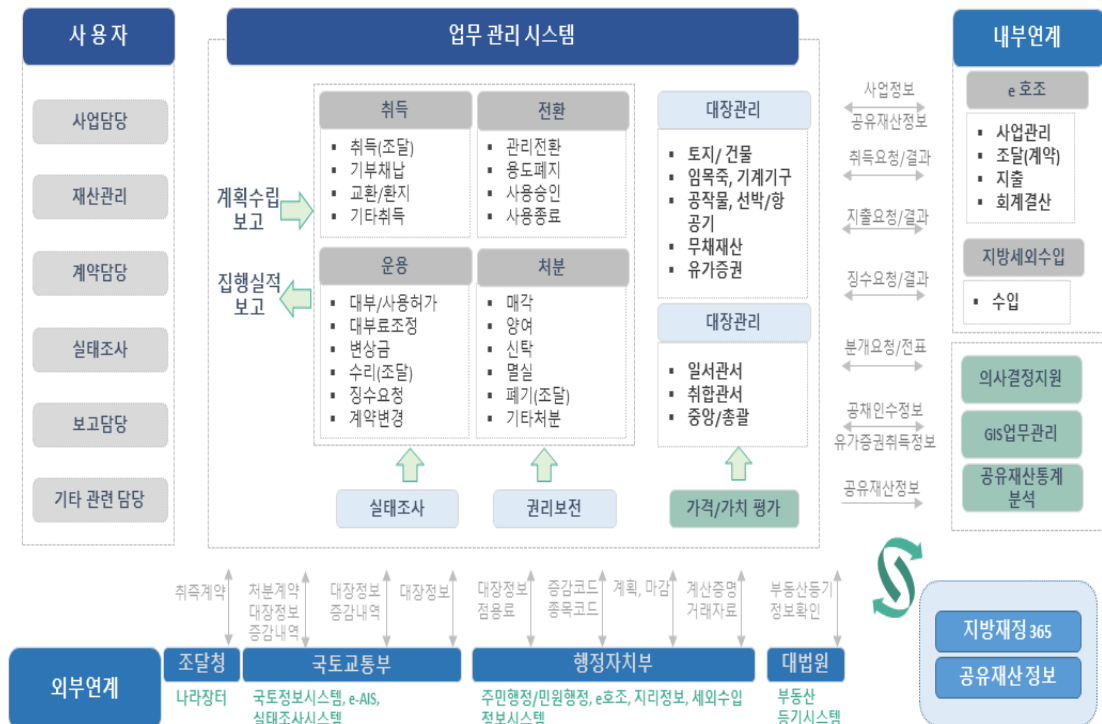 사용자
업무 관리 시스템
내부연계
사업담당
재산관리
계약담당
실태조사
보고담당
기타 관련 담당
계획수립
보고
집행실적
보고
취득
▪ 취득(조달)
▪ 기부채납
▪ 교환/환지
▪ 기타취득
전환
▪ 관리전환
▪ 용도폐지
▪ 사용승인
▪ 사용종료
운용
▪ 대부/사용허가
▪ 대부료조정
▪ 변상금
▪ 수리(조달)
▪ 징수요청
▪ 계약변경
처분
▪ 매각
▪ 양여
▪ 신탁
▪ 멸실
▪ 폐기(조달)
▪ 기타처분
대장관리
▪ 토지/ 건물
▪ 임목죽, 기계기구
▪ 공작물, 선박/항
공기
▪ 무채재산
▪ 유가증권
대장관리
▪ 일서관서
▪ 취합관서
▪ 중앙/총괄
실태조사
권리보전
가격/가치 평가
사업정보
공유재산정보
취득요청/결과
지출요청/결과
징수요청/결과
분개요청/전표
공채인수정보
유가증권취득정보
공유재산정보
e 호조
▪ 사업관리
▪ 조달(계약)
▪ 지출
▪ 회계결산
지방세외수입
▪ 수입
의사결정지원
GIS업무관리
공유재산통계
분석
취즉계약
처분계약
대장정보
증감내역
대장정보
증감내역
대장정보
대장정보
점용료
증감코드
종목코드
계획, 마감
계산증명
거래자료
부동산등기
정보확인
외부연계
조달청
나라장터
국토교통부
국토정보시스템, e-AIS,
실태조사시스템
행정자치부
주민행정/민원행정, e호조, 지리정보, 세외수입
정보시스템
대법원
부동산
등기시스템
지방재정365
공유재산정보